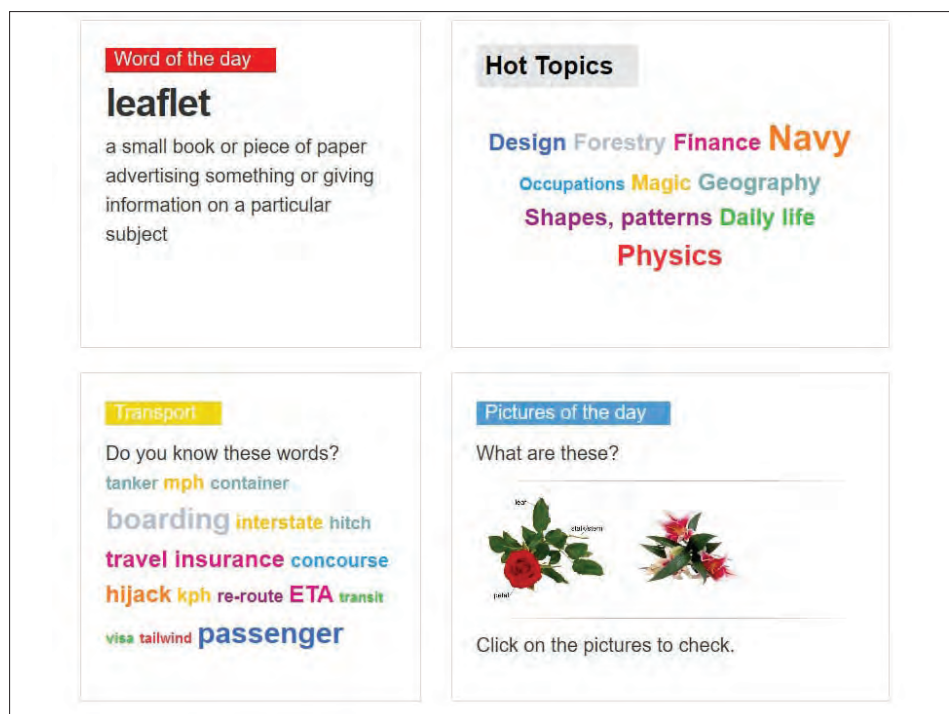 Word of the day
leaflet
a small book or piece of paper
advertising something or giving
information on a particular
subject
Hot Topics
Design Forestry Finance Navy
Occupations Magic Geography
Shapes, patterns Daily life
Physics
Transport
Do you know these words?
tanker mph container
boarding interstate hitch
travel insurance concourse
hijack kph re-route ETA transit
visa tailwind passenger
Pictures of the day
What are these?
leaf
stalk/stem
petal
Click on the pictures to check.